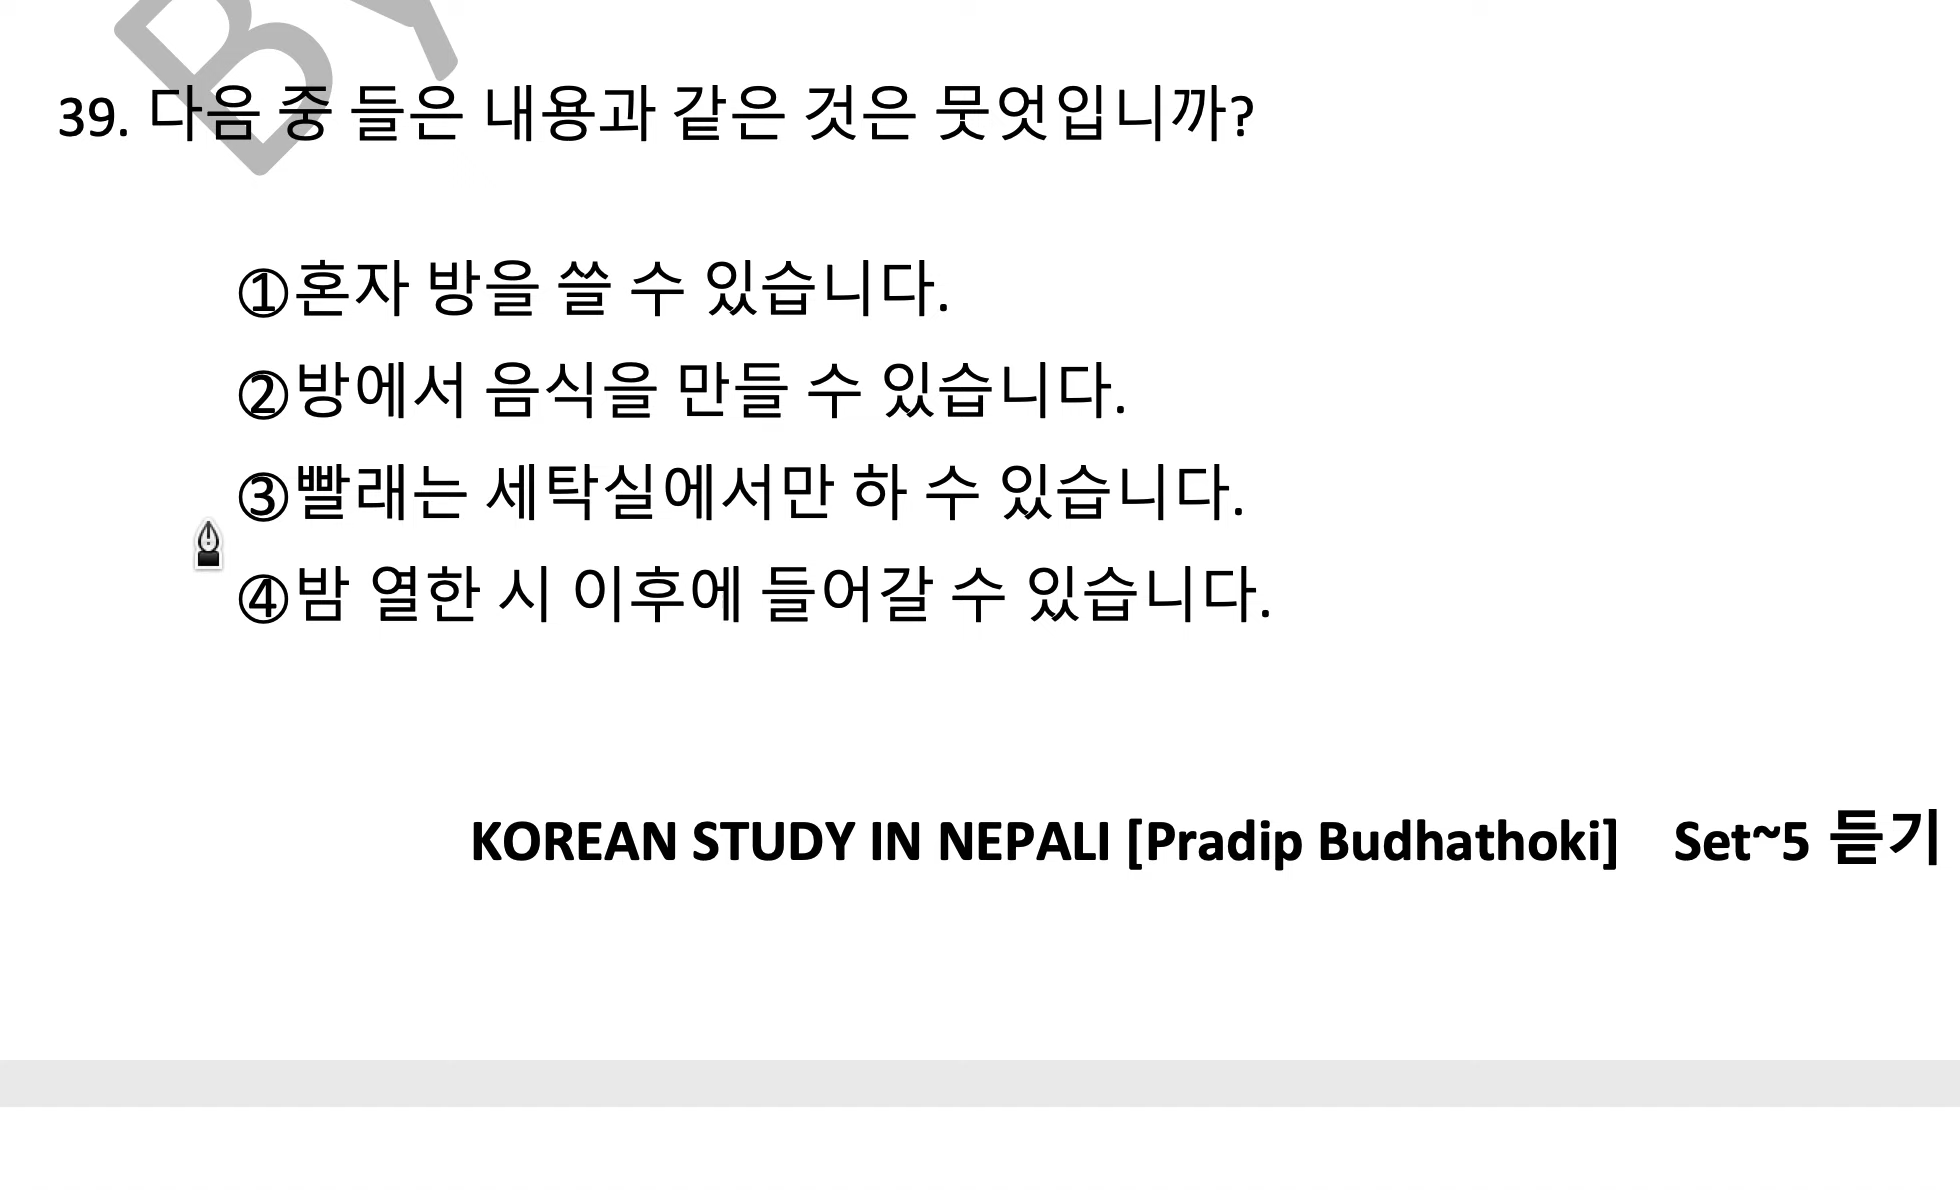 BY
39. 다음 중 들은 내용과 같은 것은 뭇엇입니까?
①혼자 방을 쓸 수 있습니다.
②방에서 음식을 만들 수 있습니다.
③빨래는 세탁실에서만 하 수 있습니다.
④밤 열한 시 이후에 들어갈 수 있습니다.
KOREAN STUDY IN NEPALI [Pradip Budhathoki] Set~5 듣기